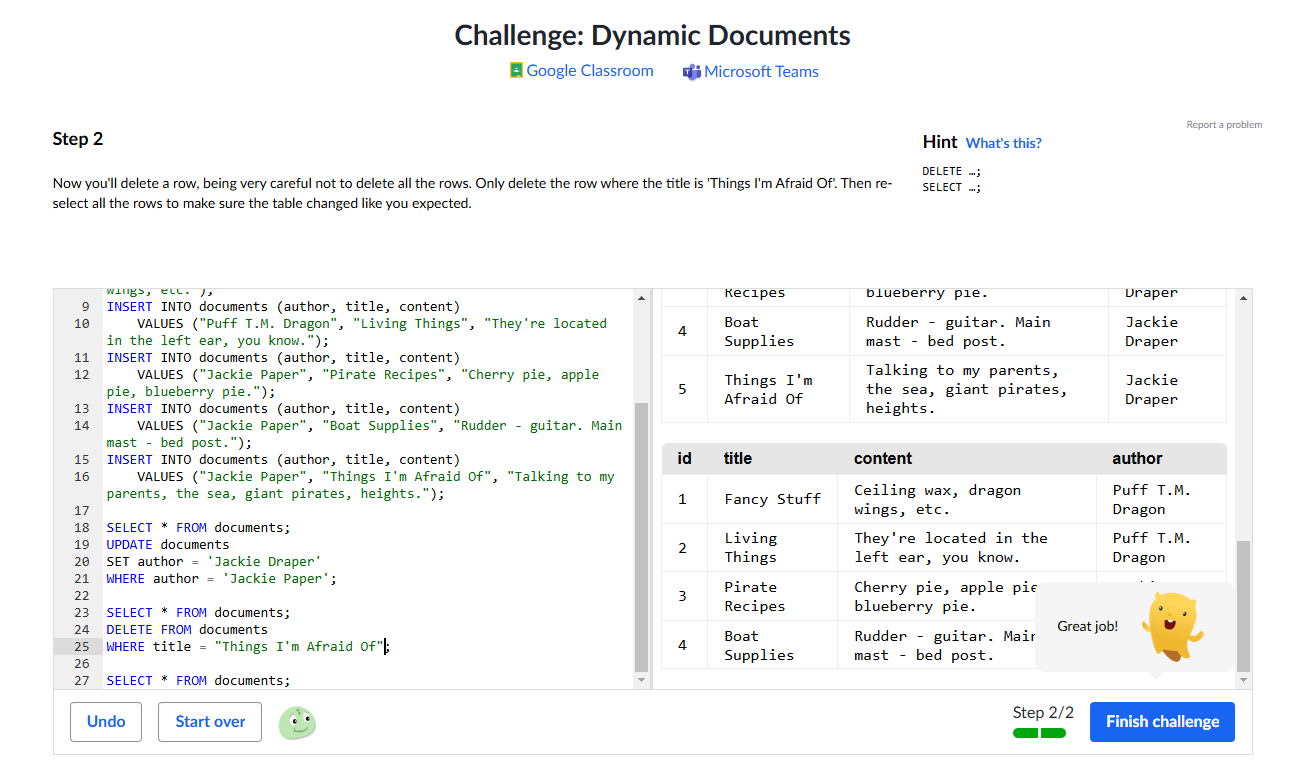 Challenge: Dynamic Documents
Google Classroom
Microsoft Teams
Report a problem
Step 2
Now you'll delete a row, being very careful not to delete all the rows. Only delete the row where the title is 'Things I'm Afraid Of'. Then re-
select all the rows to make sure the table changed like you expected.
Hint What's this?
DELETE …;
SELECT …;
wings, etc.");
9 INSERT INTO documents (author, title, content)
10 VALUES ("Puff T.M. Dragon", "Living Things", "They're located
in the left ear, you know.");
11 INSERT INTO documents (author, title, content)
12 VALUES ("Jackie Paper", "Pirate Recipes", "Cherry pie, apple
pie, blueberry pie.");
13 INSERT INTO documents (author, title, content)
14 VALUES ("Jackie Paper", "Boat Supplies", "Rudder - guitar. Main
mast - bed post.");
15 INSERT INTO documents (author, title, content)
16 VALUES ("Jackie Paper", "Things I'm Afraid Of", "Talking to my
parents, the sea, giant pirates, heights.");
17
18 SELECT * FROM documents;
19 UPDATE documents
20 SET author = 'Jackie Draper'
21 WHERE author = 'Jackie Paper';
22
23 SELECT * FROM documents;
24 DELETE FROM documents
25 WHERE title = "Things I'm Afraid Of";
26
27 SELECT * FROM documents;
Recipes blueberry pie. Draper
4 Boat Supplies Rudder - guitar. Main mast - bed post. Jackie Draper
5 Things I'm Afraid Of Talking to my parents, the sea, giant pirates, heights. Jackie Draper
id title content author
1 Fancy Stuff Ceiling wax, dragon wings, etc. Puff T.M. Dragon
2 Living Things They're located in the left ear, you know. Puff T.M. Dragon
3 Pirate Recipes Cherry pie, apple pie blueberry pie.
4 Boat Supplies Rudder - guitar. Main mast - bed post.
Great job!
Undo
Start over
Step 2/2
Finish challenge